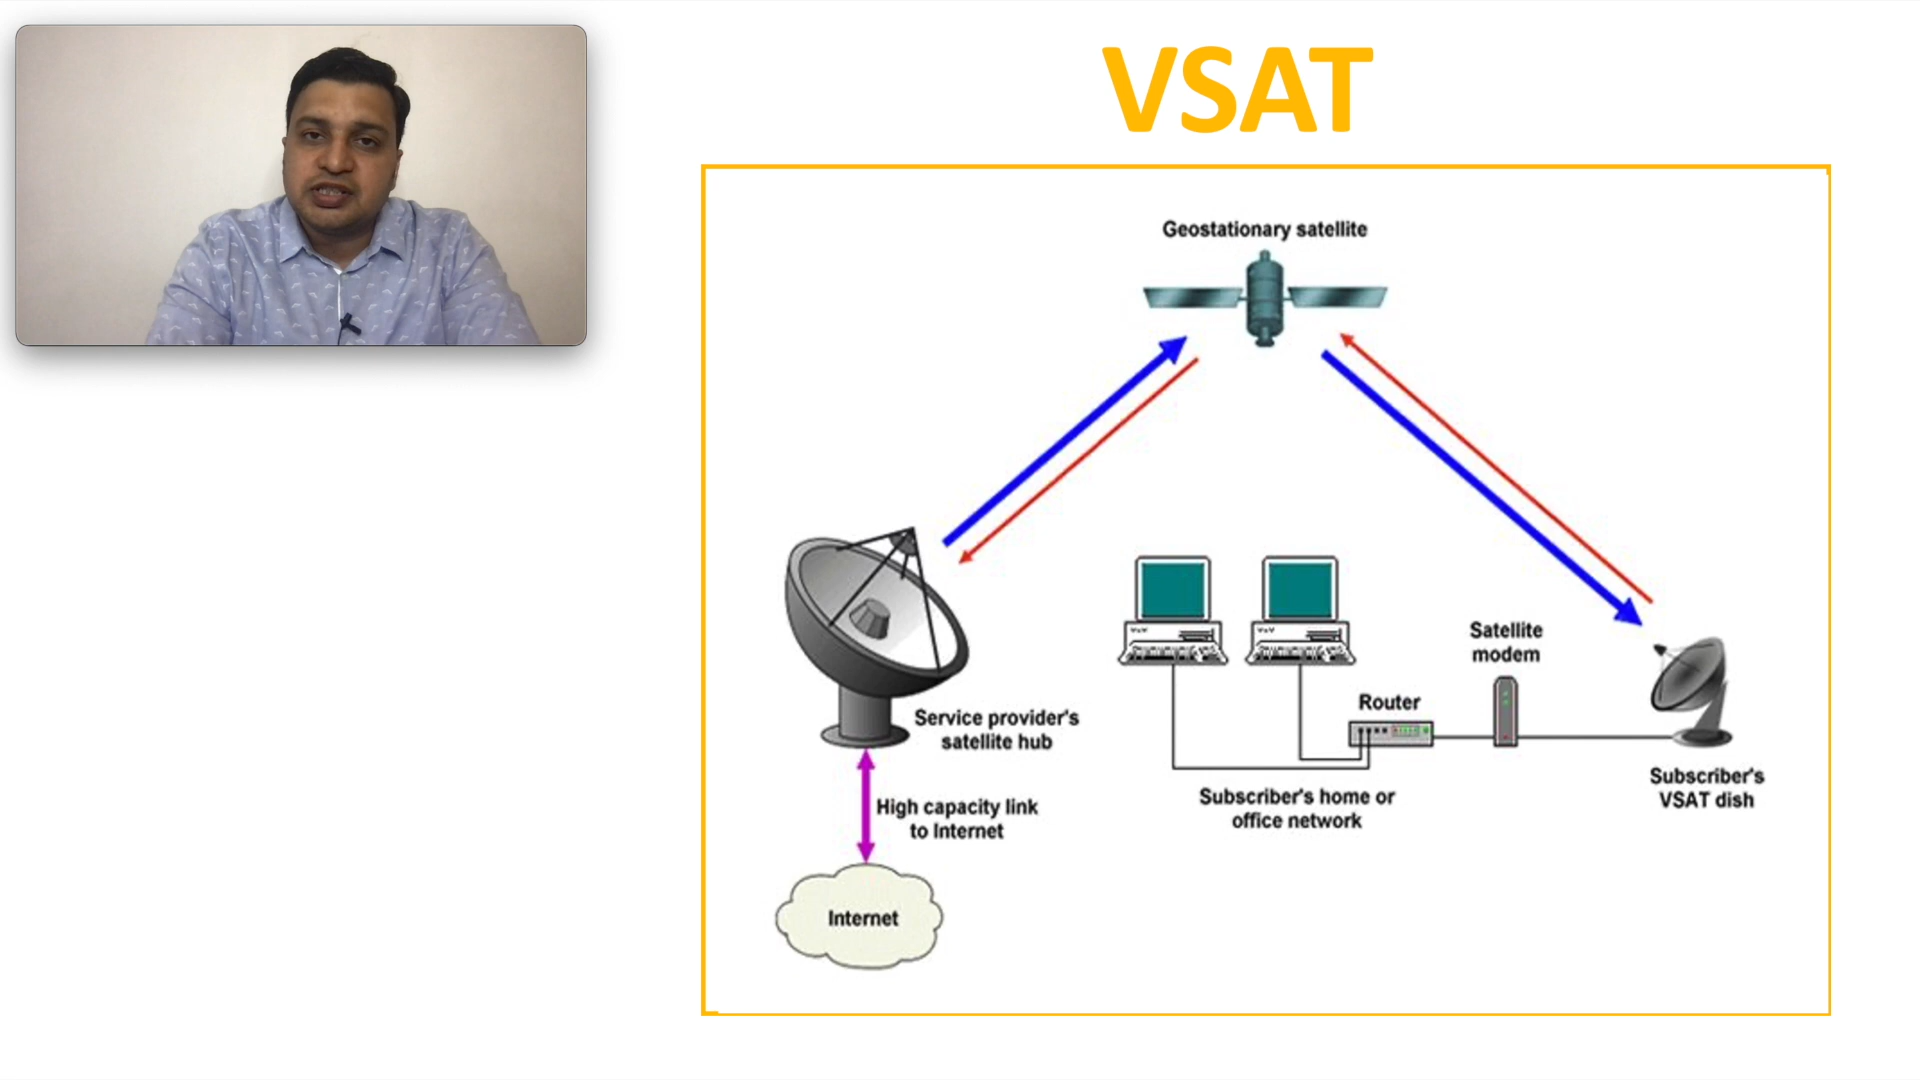 VSAT
Geostationary satellite
Satellite
modem
Router
Service provider's
satellite hub
Subscriber's VSAT dish
High capacity link
to Internet
Subscriber's home or
office network
Internet